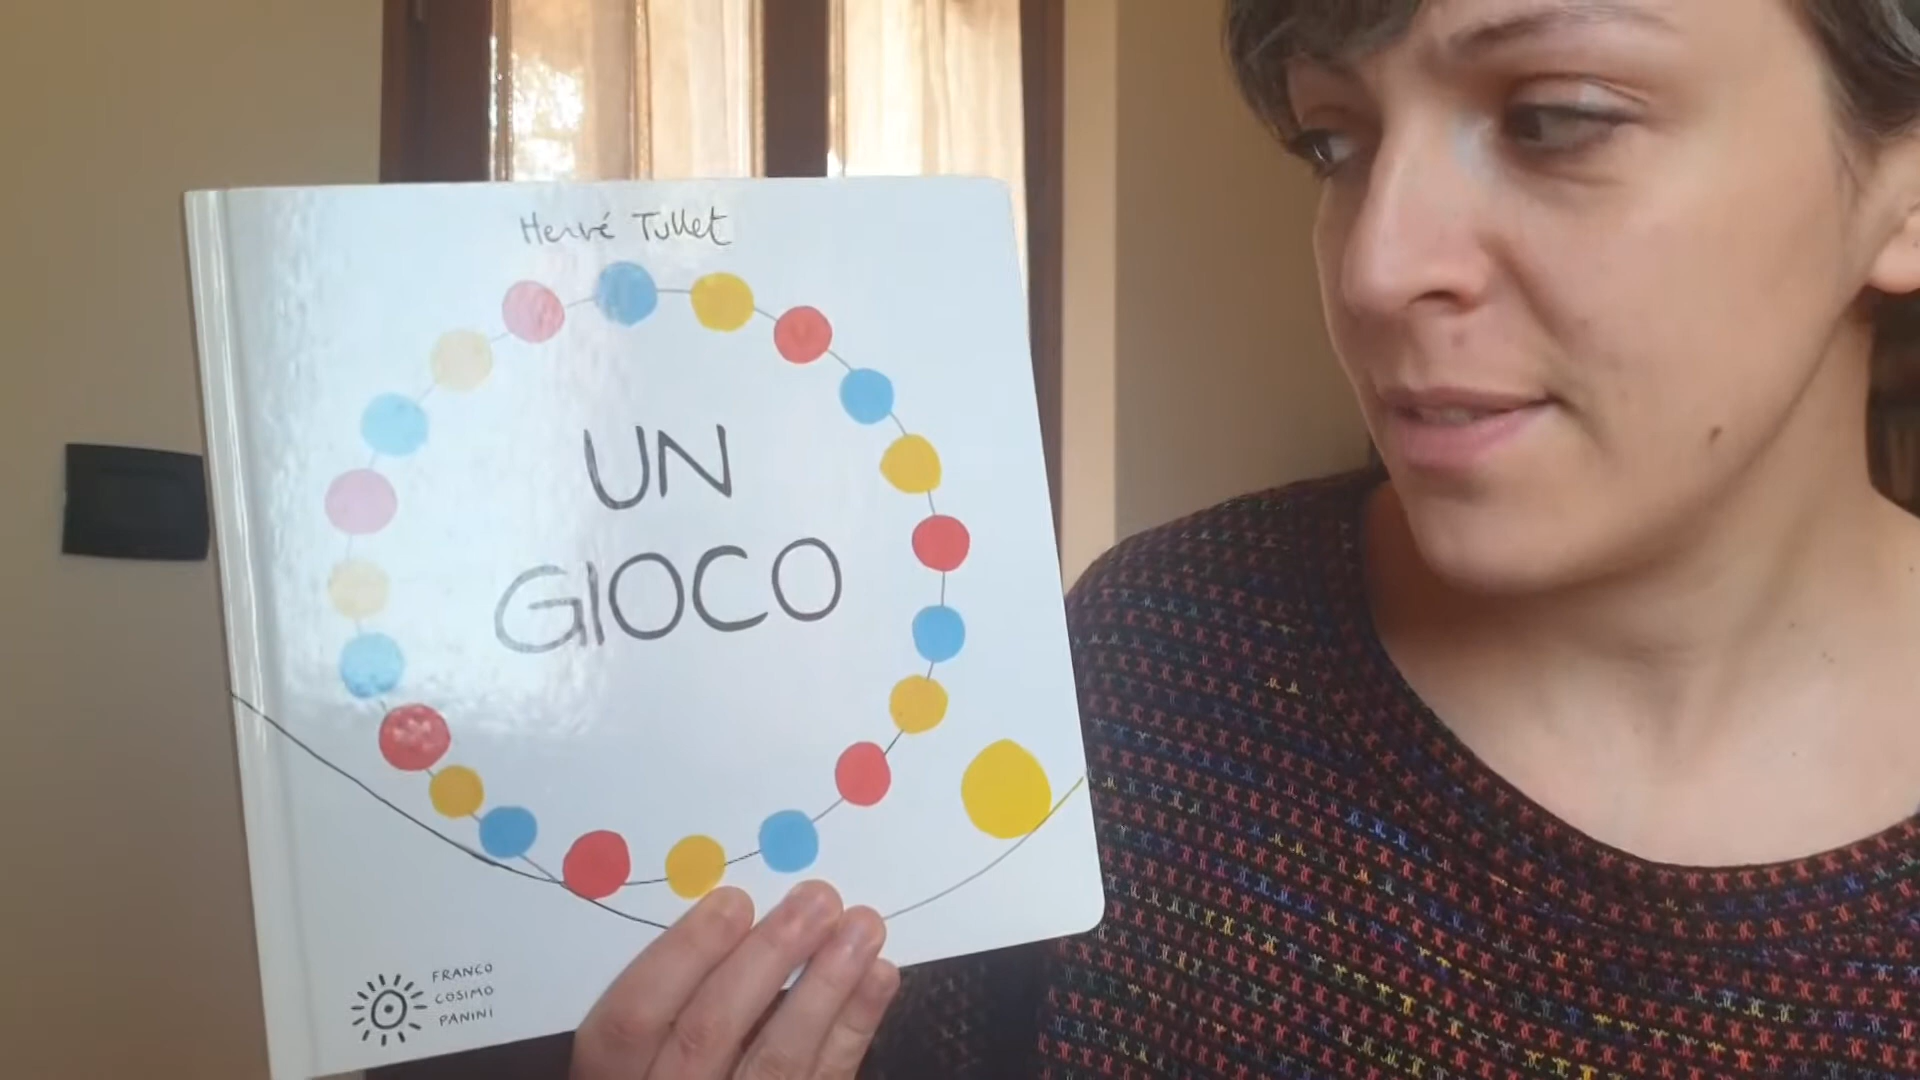 Hervé Tullet
UN
GIOCO
FRANCO
COSIMO
PANINI